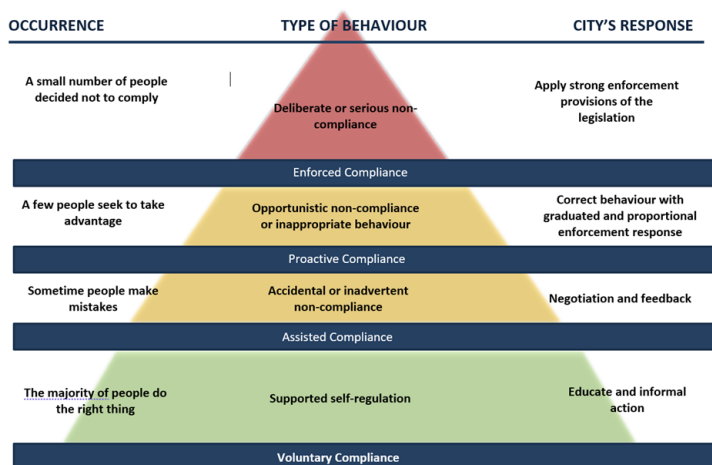 OCCURRENCE TYPE OF BEHAVIOUR CITY'S RESPONSE
A small number of people
decided not to comply
Deliberate or serious non-
compliance
Apply strong enforcement
provisions of the
legislation
Enforced Compliance
A few people seek to take
advantage
Opportunistic non-compliance
or inappropriate behaviour
Correct behaviour with
graduated and proportional
enforcement response
Proactive Compliance
Sometime people make
mistakes
Accidental or inadvertent
non-compliance
Negotiation and feedback
Assisted Compliance
The majority of people do
the right thing
Supported self-regulation
Educate and informal
action
Voluntary Compliance